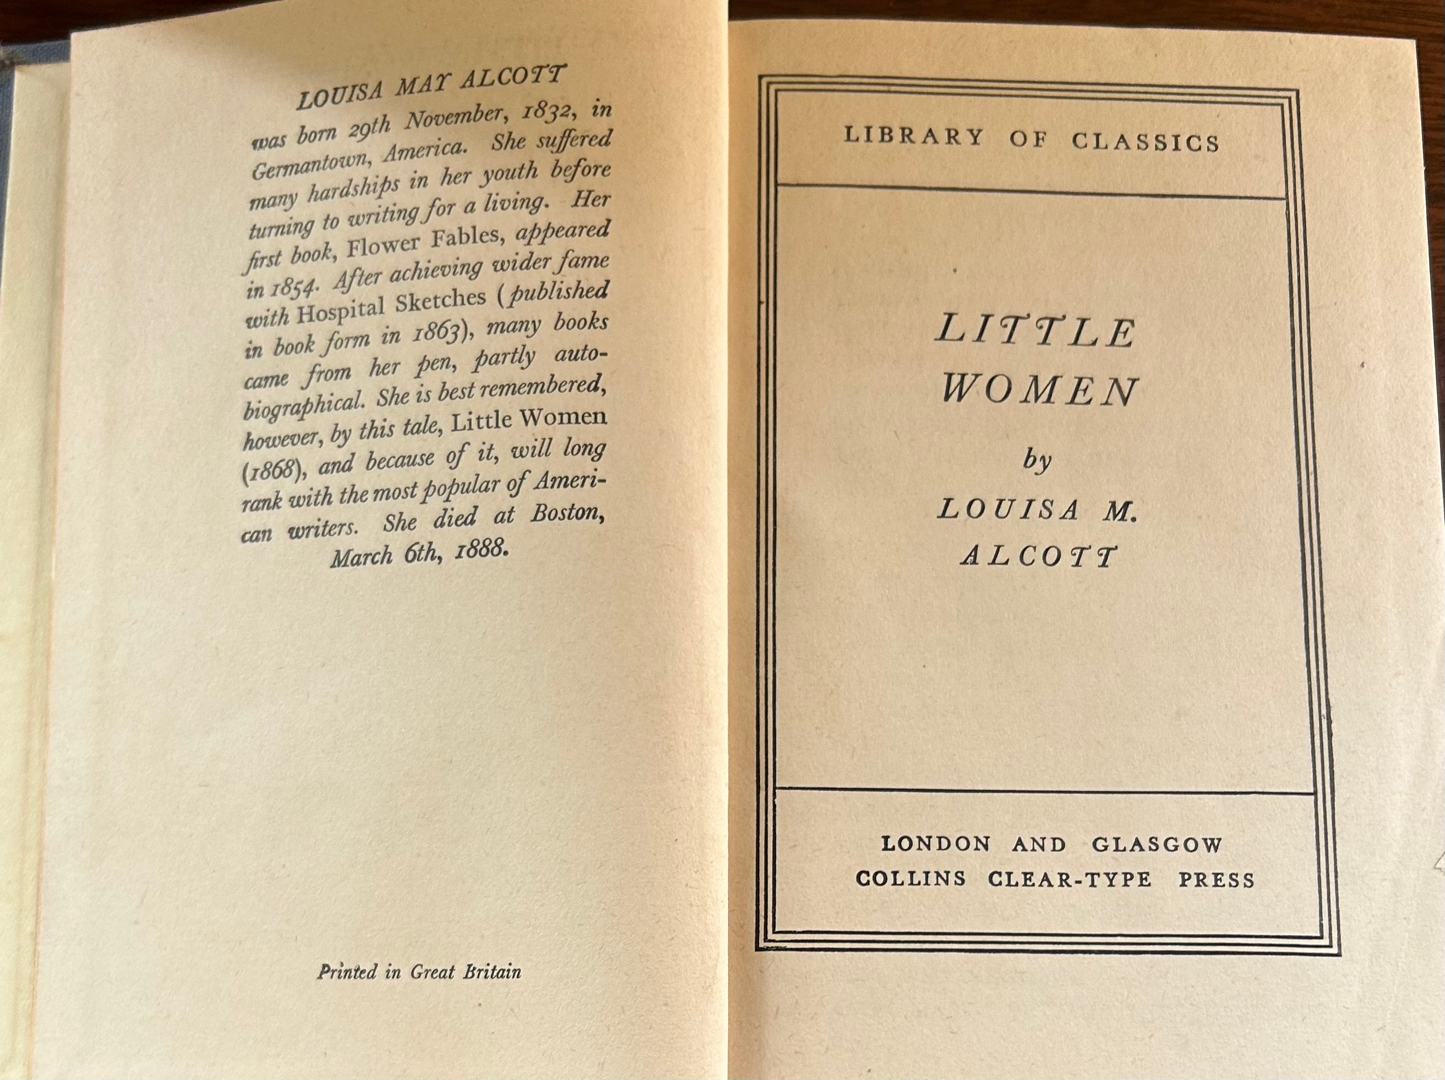 LOUISA MAY ALCOTT
was born 29th November, 1832, in
Germantown, America. She suffered
many hardships in her youth before
turning to writing for a living. Her
first book, Flower Fables, appeared
in 1854. After achieving wider fame
with Hospital Sketches (published
in book form in 1863), many books
came from her pen, partly auto-
biographical. She is best remembered,
however, by this tale, Little Women
(1868), and because of it, will long
rank with the most popular of Ameri-
can writers. She died at Boston,
March 6th, 1888.
Printed in Great Britain
LIBRARY OF CLASSICS
LITTLE
WOMEN
by
LOUISA M.
ALCOTT
LONDON AND GLASGOW
COLLINS CLEAR-TYPE PRESS